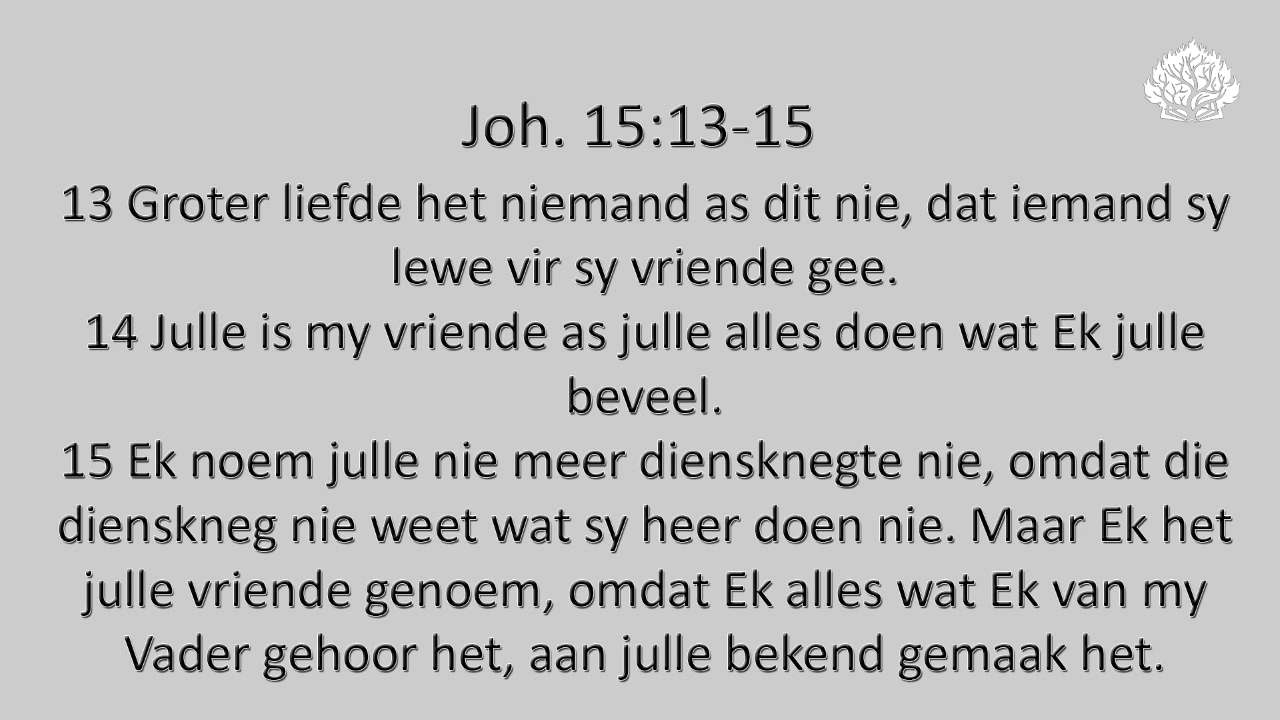 Joh. 15:13-15
13 Groter liefde het niemand as dit nie, dat iemand sy
lewe vir sy vriende gee.
14 Julle is my vriende as julle alles doen wat Ek julle
beveel.
15 Ek noem julle nie meer diensknegte nie, omdat die
dienskneg nie weet wat sy heer doen nie. Maar Ek het
julle vriende genoem, omdat Ek alles wat Ek van my
Vader gehoor het, aan julle bekend gemaak het.